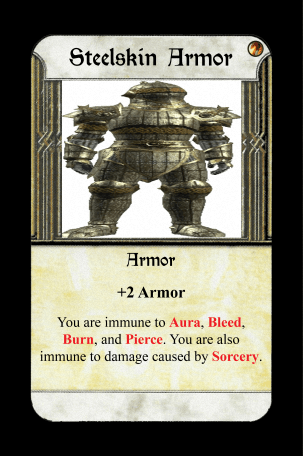 Steelskin Armor
Armor
+2 Armor
You are immune to Aura, Bleed,
Burn, and Pierce. You are also
immune to damage caused by Sorcery.